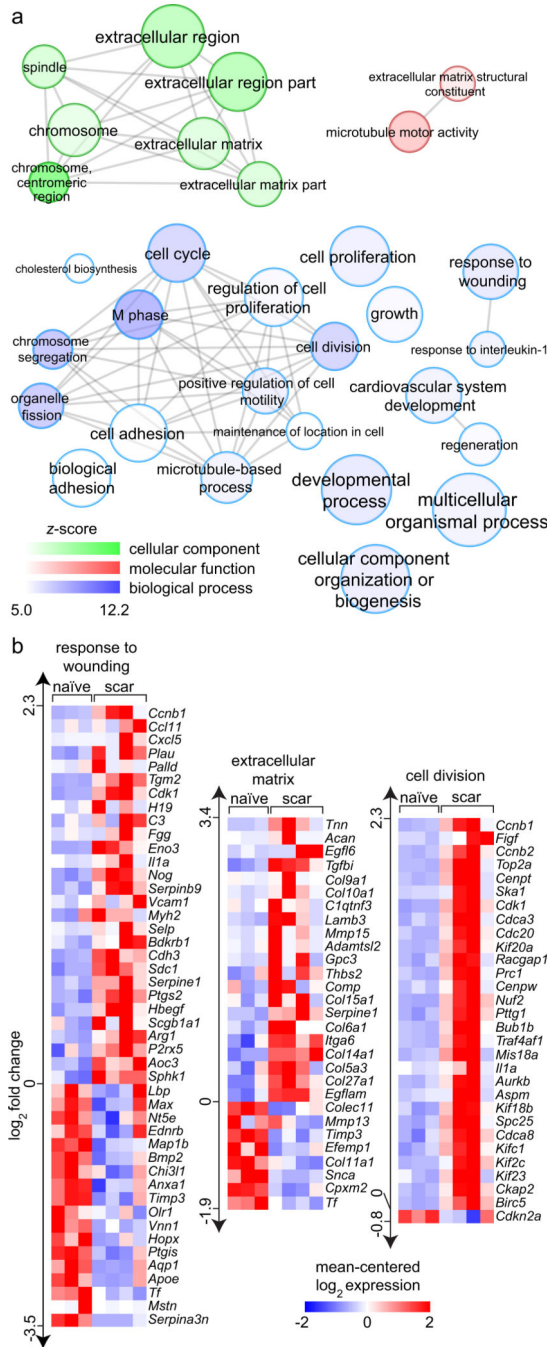 a
extracellular region
spindle
extracellular region part
chromosome
extracellular matrix
chromosome,
centromeric
region
extracellular matrix part
extracellular matrix structural
constituent
microtubule motor activity
cell cycle
cholesterol biosynthesis
cell proliferation
response to
wounding
regulation of cell
proliferation
M phase
growth
chromosome
segregation
cell division
response to interleukin-1
organelle
fission
positive regulation of cell
motility
cardiovascular system
development
cell adhesion
maintenance of location in cell
regeneration
biological
adhesion
microtubule-based
process
developmental
process
multicellular
organismal process
cellular component
organization or
biogenesis
z-score
cellular component
molecular function
biological process
5.0
12.2
b
response to
wounding
naïve
scar
2.3
0
-3.5
log2 fold change
Ccnb1
Ccl11
Cxcl5
Plau
Palld
Tgm2
Cdk1
H19
C3
Fgg
Eno3
Il1a
Nog
Serpinb9
Vcam1
Myh2
Selp
Bdkrb1
Cdh3
Sdc1
Serpine1
Ptgs2
Hbegf
Scgb1a1
Arg1
P2rx5
Aoc3
Sphk1
Lbp
Max
Nt5e
Ednrb
Map1b
Bmp2
Chi3l1
Anxa1
Timp3
Olr1
Vnn1
Hopx
Ptgis
Aqp1
Apoe
Tf
Mstn
Serpina3n
extracellular
matrix
naïve
scar
3.4
0
-1.9
Tnn
Acan
Egfl6
Tgfbi
Col9a1
Col10a1
C1qtnf3
Lamb3
Mmp15
Adamtsl2
Gpc3
Thbs2
Comp
Col15a1
Serpine1
Col6a1
Itga6
Col14a1
Col5a3
Col27a1
Egflam
Colec11
Mmp13
Timp3
Efemp1
Col11a1
Snca
Cpxm2
Tf
cell division
naïve
scar
2.3
0
-0.8
Ccnb1
Figf
Ccnb2
Top2a
Cenpt
Ska1
Cdk1
Cdca3
Cdc20
Kif20a
Racgap1
Prc1
Cenpw
Nuf2
Pttg1
Bub1b
Traf4af1
Mis18a
Il1a
Aurkb
Aspm
Kif18b
Spc25
Cdca8
Kifc1
Kif2c
Kif23
Ckap2
Birc5
Cdkn2a
mean-centered
log2 expression
-2
0
2